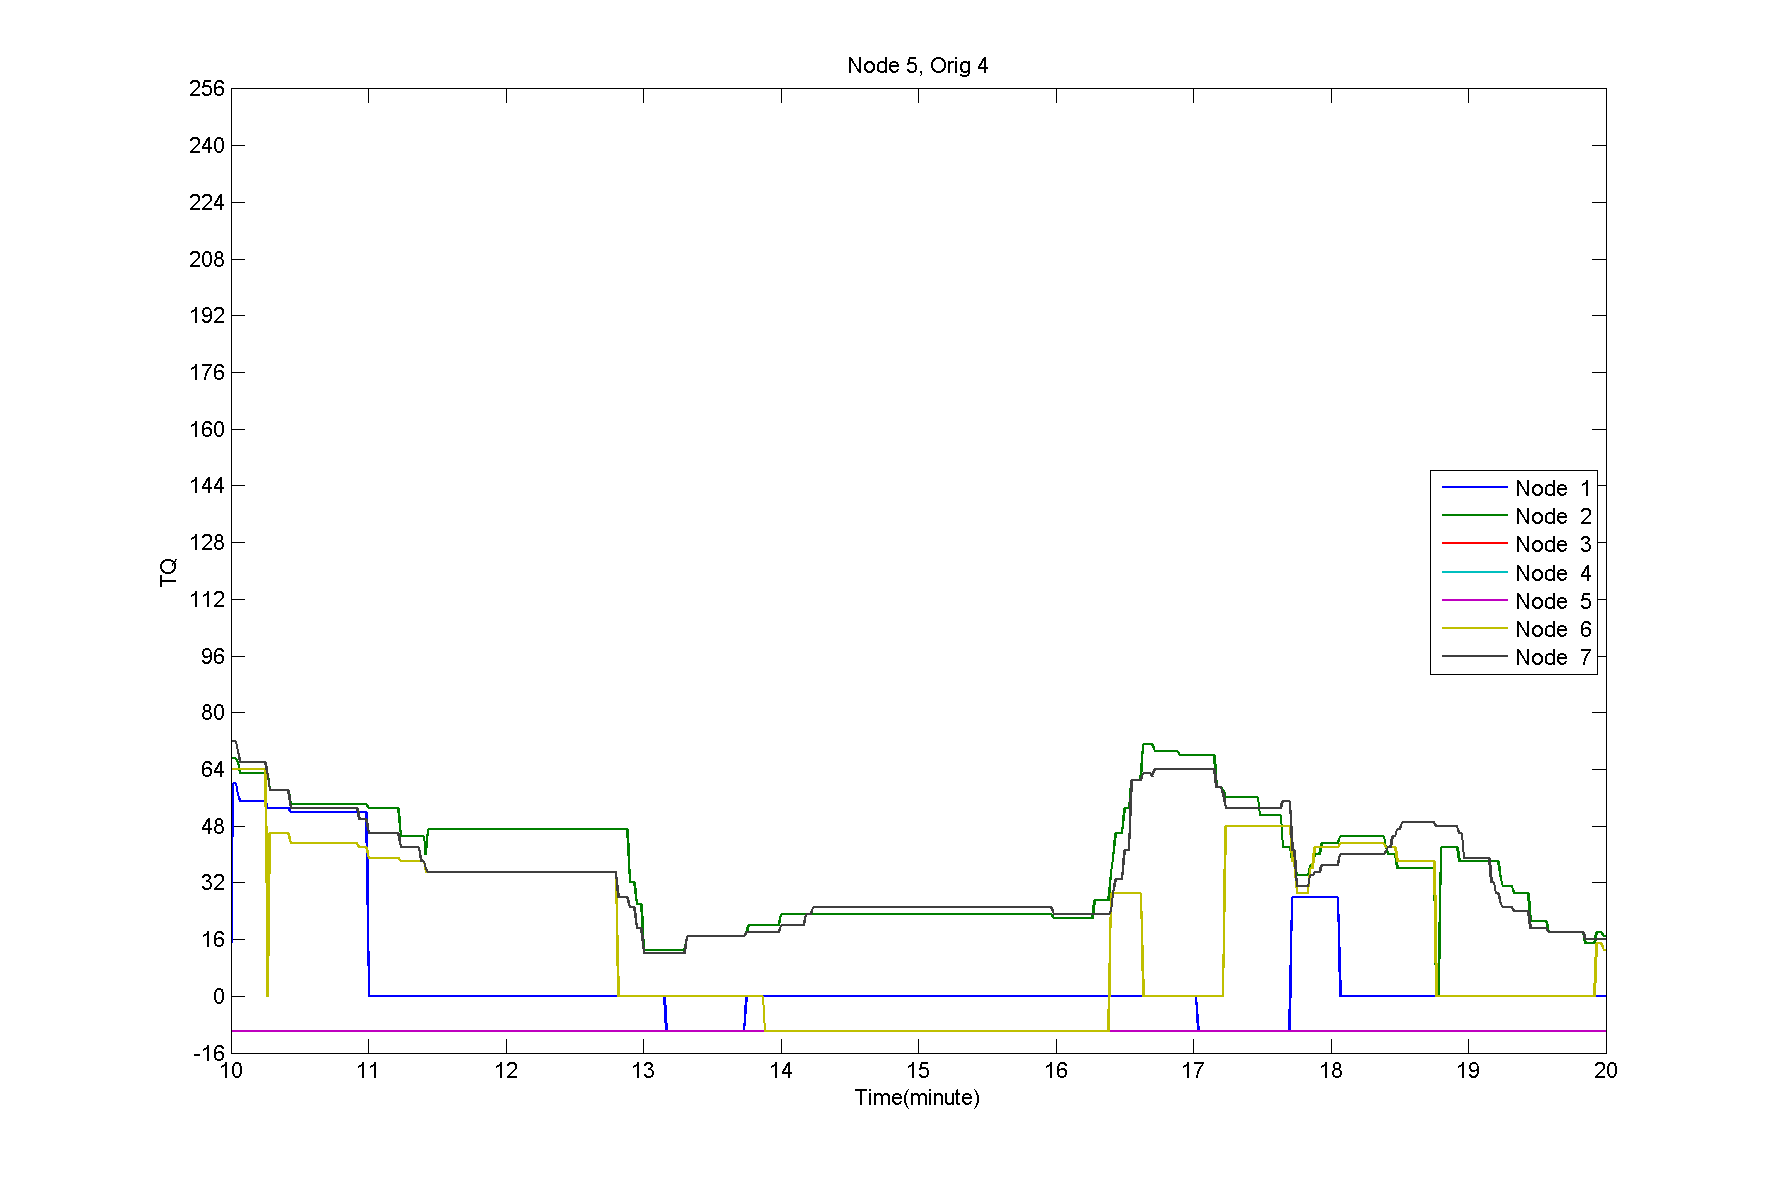 Node 5, Orig 4
256
240
224
208
192
176
160
144
128
112
96
80
64
48
32
16
0
-16
TQ
Node 1
Node 2
Node 3
Node 4
Node 5
Node 6
Node 7
10 11 12 13 14 15 16 17 18 19 20
Time(minute)